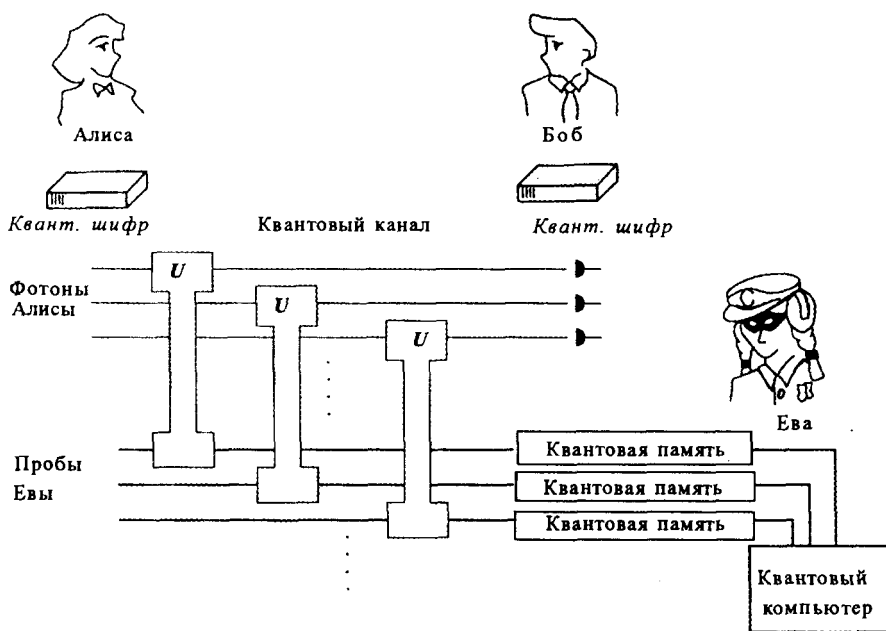 Алиса
Боб
Квант. шифр
Квантовый канал
Квант. шифр
Фотоны
Алисы
U
U
U
Ева
Пробы
Евы
Квантовая память
Квантовая память
Квантовая память
Квантовый
компьютер